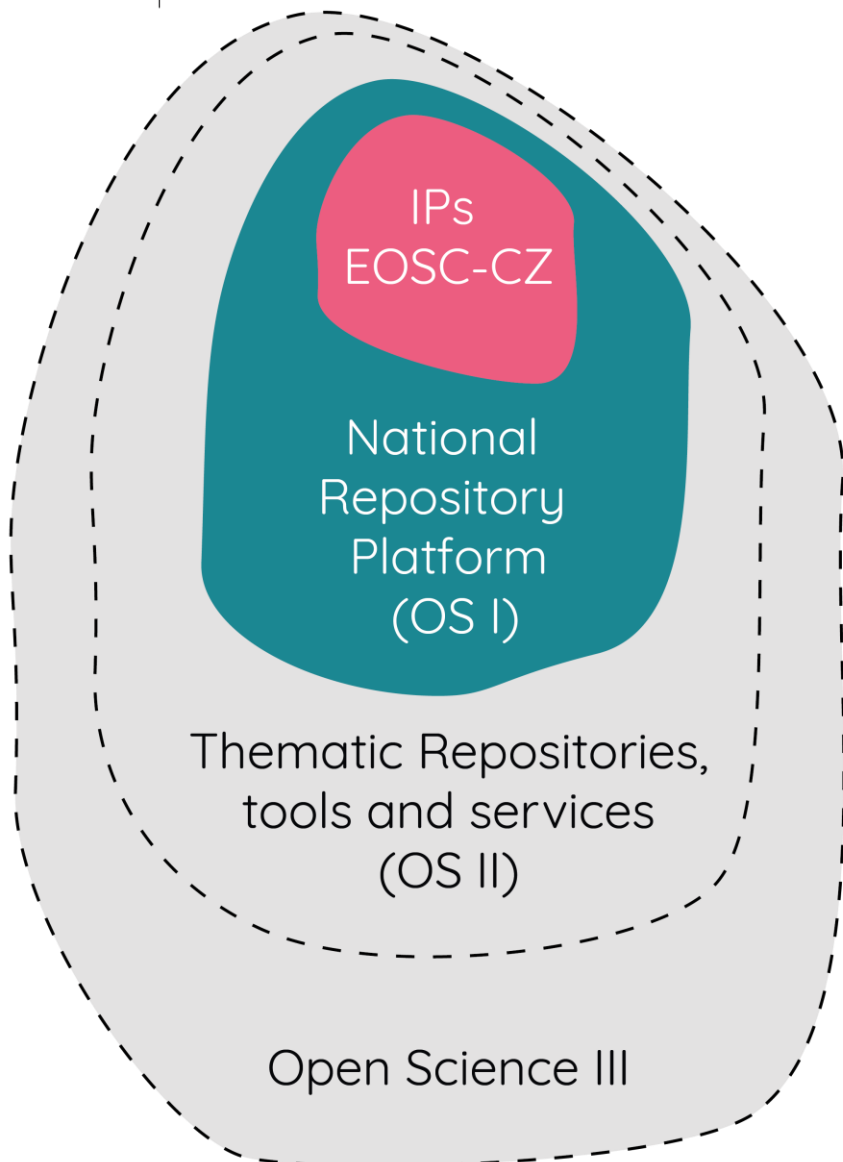 IPs
EOSC-CZ
National
Repository
Platform
(OS I)
Thematic Repositories,
tools and services
(OS II)
Open Science III